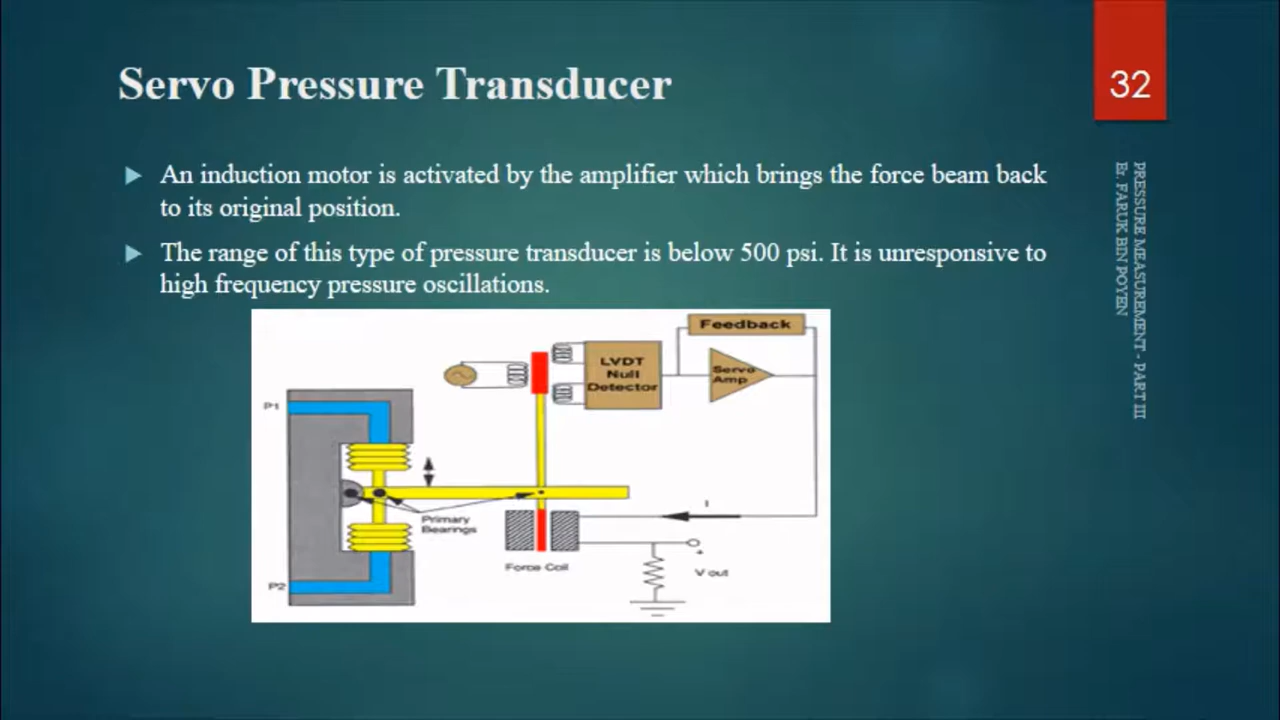 Servo Pressure Transducer
32
An induction motor is activated by the amplifier which brings the force beam back
to its original position.
The range of this type of pressure transducer is below 500 psi. It is unresponsive to
high frequency pressure oscillations.
Feedback
LVDT
Null
Detector
Servo
Amp
P1
Primary
Bearings
I
Force Coil
+
V out
P2
PRESSURE MEASUREMENT - PART III
Er. FARUK BIN POYEN